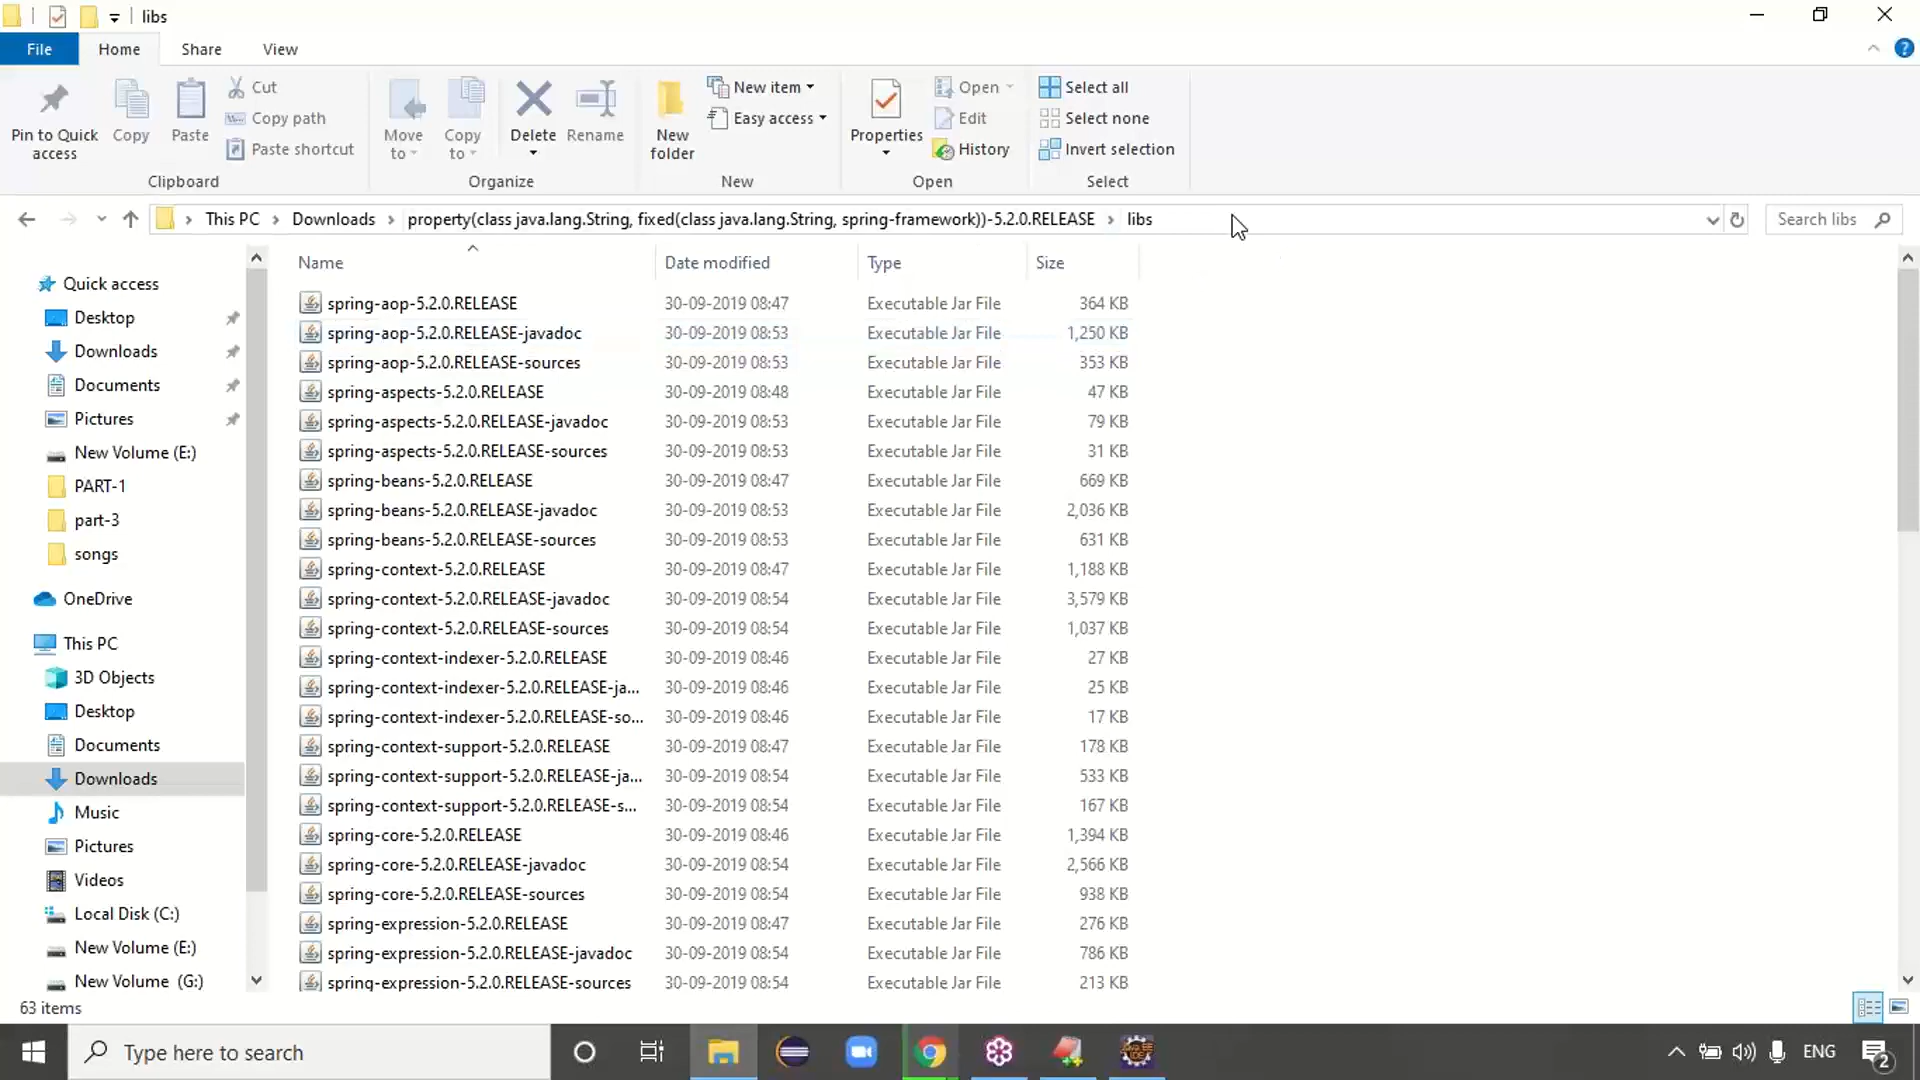 libs
File
Home
Share
View
Pin to Quick access
Copy
Paste
Cut
Copy path
Paste shortcut
Clipboard
Move to
Copy to
Delete
Rename
Organize
New folder
New item
Easy access
New
Properties
Open
Edit
History
Open
Select all
Select none
Invert selection
Select
This PC > Downloads > property(class java.lang.String, fixed(class java.lang.String, spring-framework))-5.2.0.RELEASE > libs
Search libs
Name Date modified Type Size
Quick access
Desktop
Downloads
Documents
Pictures
New Volume (E:)
PART-1
part-3
songs
OneDrive
This PC
3D Objects
Desktop
Documents
Downloads
Music
Pictures
Videos
Local Disk (C:)
New Volume (E:)
New Volume (G:)
spring-aop-5.2.0.RELEASE 30-09-2019 08:47 Executable Jar File 364 KB
spring-aop-5.2.0.RELEASE-javadoc 30-09-2019 08:53 Executable Jar File 1,250 KB
spring-aop-5.2.0.RELEASE-sources 30-09-2019 08:53 Executable Jar File 353 KB
spring-aspects-5.2.0.RELEASE 30-09-2019 08:48 Executable Jar File 47 KB
spring-aspects-5.2.0.RELEASE-javadoc 30-09-2019 08:53 Executable Jar File 79 KB
spring-aspects-5.2.0.RELEASE-sources 30-09-2019 08:53 Executable Jar File 31 KB
spring-beans-5.2.0.RELEASE 30-09-2019 08:47 Executable Jar File 669 KB
spring-beans-5.2.0.RELEASE-javadoc 30-09-2019 08:53 Executable Jar File 2,036 KB
spring-beans-5.2.0.RELEASE-sources 30-09-2019 08:53 Executable Jar File 631 KB
spring-context-5.2.0.RELEASE 30-09-2019 08:47 Executable Jar File 1,188 KB
spring-context-5.2.0.RELEASE-javadoc 30-09-2019 08:54 Executable Jar File 3,579 KB
spring-context-5.2.0.RELEASE-sources 30-09-2019 08:54 Executable Jar File 1,037 KB
spring-context-indexer-5.2.0.RELEASE 30-09-2019 08:46 Executable Jar File 27 KB
spring-context-indexer-5.2.0.RELEASE-ja... 30-09-2019 08:46 Executable Jar File 25 KB
spring-context-indexer-5.2.0.RELEASE-so... 30-09-2019 08:46 Executable Jar File 17 KB
spring-context-support-5.2.0.RELEASE 30-09-2019 08:47 Executable Jar File 178 KB
spring-context-support-5.2.0.RELEASE-ja... 30-09-2019 08:54 Executable Jar File 533 KB
spring-context-support-5.2.0.RELEASE-s... 30-09-2019 08:54 Executable Jar File 167 KB
spring-core-5.2.0.RELEASE 30-09-2019 08:46 Executable Jar File 1,394 KB
spring-core-5.2.0.RELEASE-javadoc 30-09-2019 08:54 Executable Jar File 2,566 KB
spring-core-5.2.0.RELEASE-sources 30-09-2019 08:54 Executable Jar File 938 KB
spring-expression-5.2.0.RELEASE 30-09-2019 08:47 Executable Jar File 276 KB
spring-expression-5.2.0.RELEASE-javadoc 30-09-2019 08:54 Executable Jar File 786 KB
spring-expression-5.2.0.RELEASE-sources 30-09-2019 08:54 Executable Jar File 213 KB
63 items
Type here to search
ENG
2